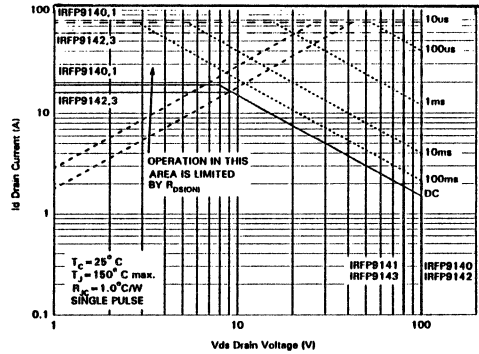 100
IRFP9140,1
10us
IRFP9142,3
100us
IRFP9140,1
IRFP9142,3
10
1ms
OPERATION IN THIS
AREA IS LIMITED
BY RDS(ON)
10ms
100ms
DC
1
TC=25°C
TJ=150°C max.
RJC=1.0°C/W
SINGLE PULSE
IRFP9141
IRFP9143
IRFP9140
IRFP9142
0.1
1
10
100
Id Drain Current (A)
Vds Drain Voltage (V)